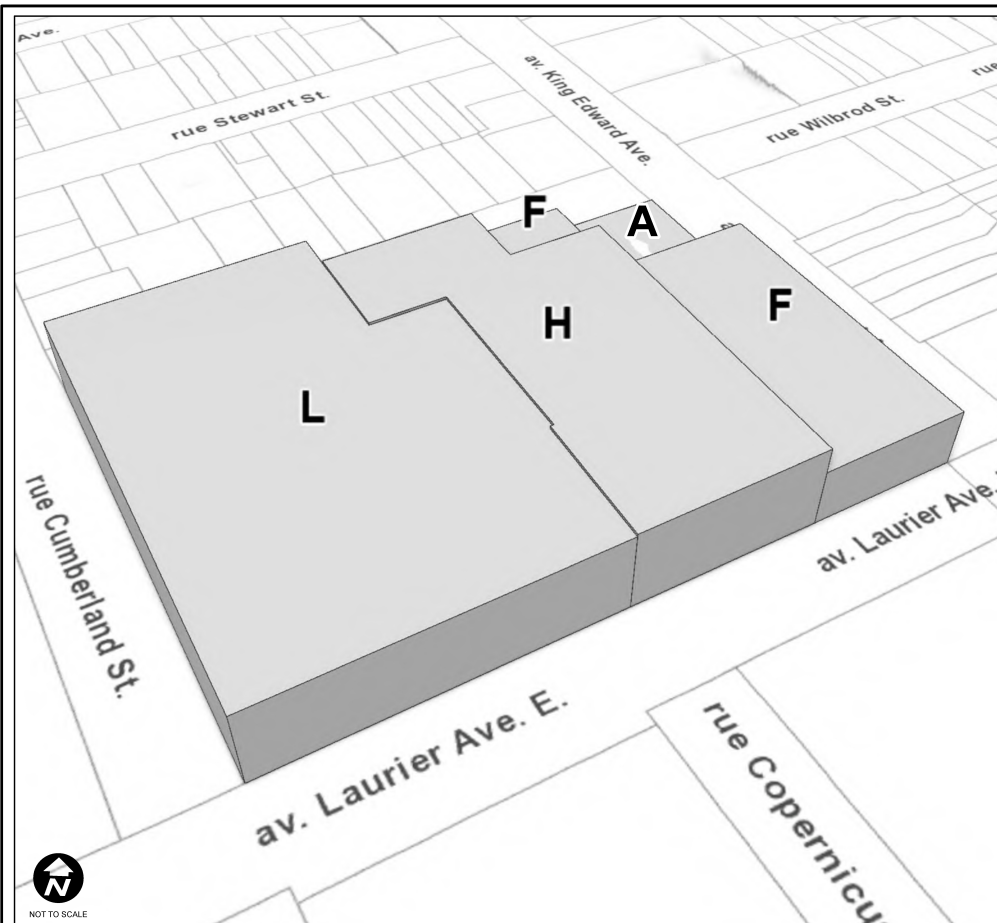 Ave.
rue Stewart St.
av. King Edward Ave.
rue Wilbrod St.
rue
F
A
F
H
L
rue Cumberland St.
av. Laurier Ave.
av. Laurier Ave. E.
rue Copernicu
N
NOT TO SCALE